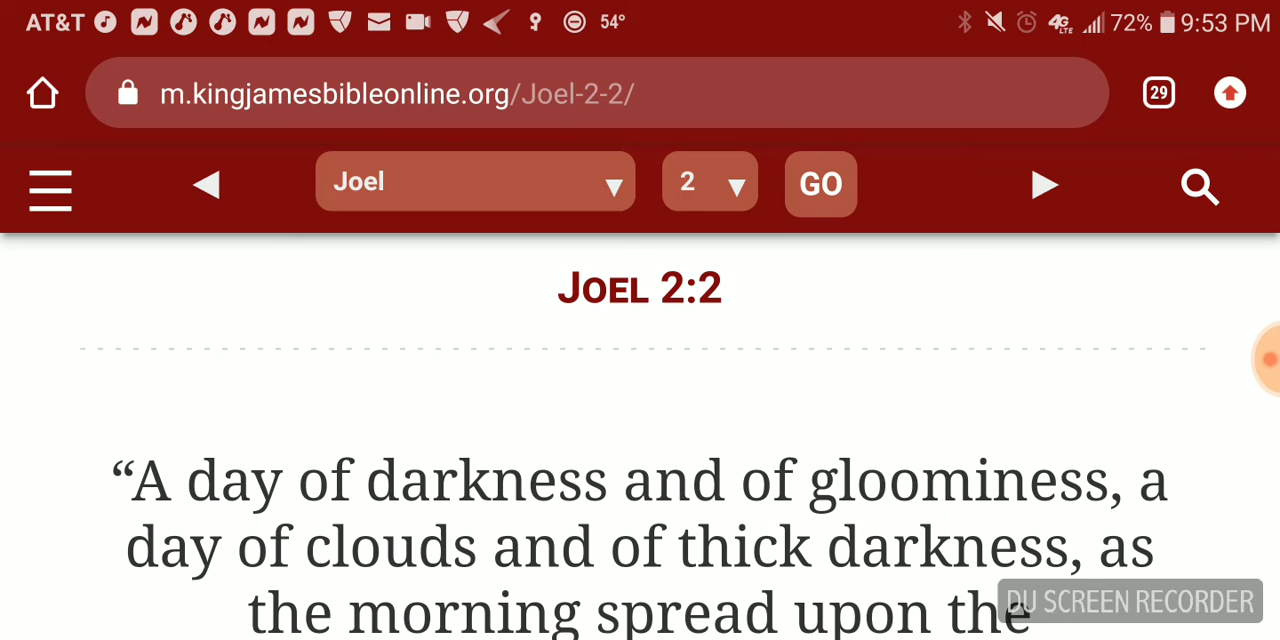 AT&T 54° 4G LTE 72% 9:53 PM
m.kingjamesbibleonline.org/Joel-2-2/ 29
Joel 2 GO
JOEL 2:2
“A day of darkness and of gloominess, a
day of clouds and of thick darkness, as
the morning spread upon the
DU SCREEN RECORDER